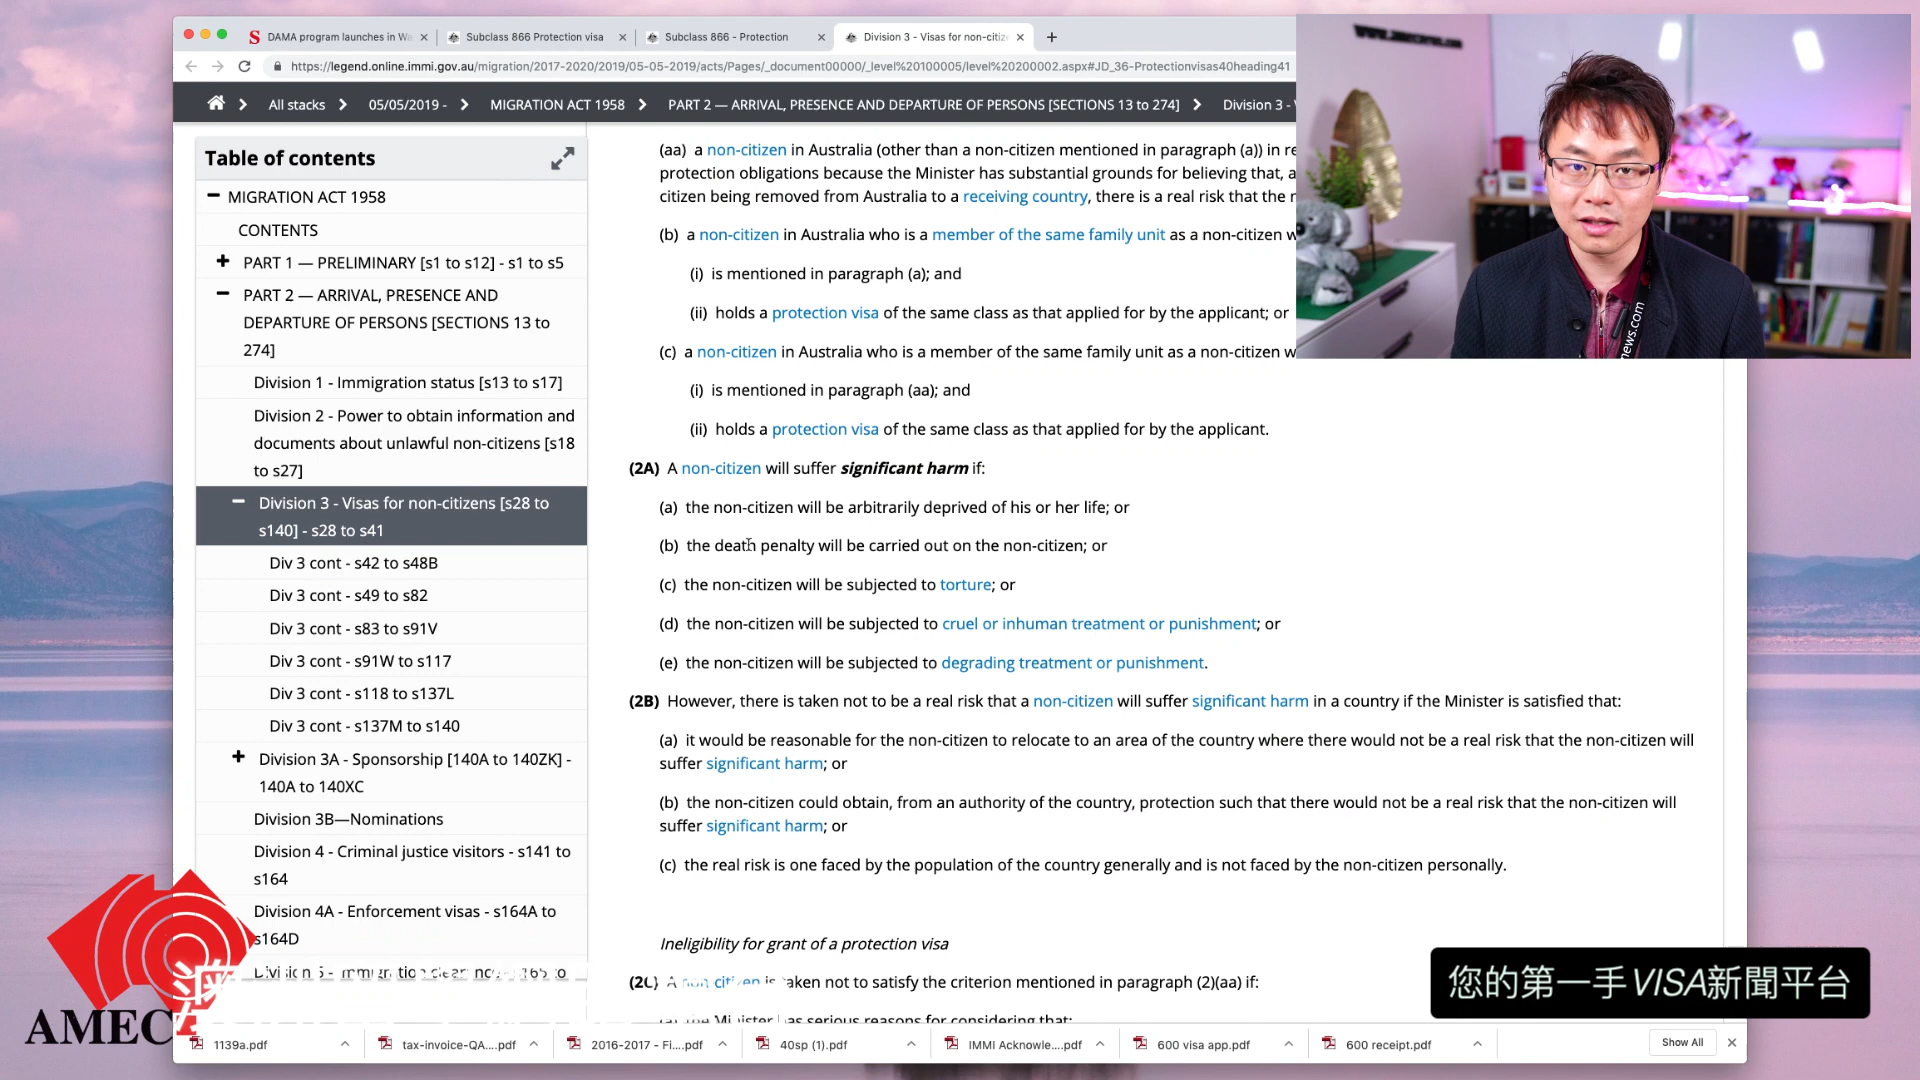 DAMA program launches in Wa
Subclass 866 Protection visa
Subclass 866 - Protection
Division 3 - Visas for non-citize
https://legend.online.immi.gov.au/migration/2017-2020/2019/05-05-2019/acts/Pages/_document00000/_level%20100005/level%20200002.aspx#JD_36-Protectionvisas40heading41
All stacks
05/05/2019 -
MIGRATION ACT 1958
PART 2 — ARRIVAL, PRESENCE AND DEPARTURE OF PERSONS [SECTIONS 13 to 274]
Division 3 -
Table of contents
MIGRATION ACT 1958
CONTENTS
PART 1 — PRELIMINARY [s1 to s12] - s1 to s5
PART 2 — ARRIVAL, PRESENCE AND
DEPARTURE OF PERSONS [SECTIONS 13 to
274]
Division 1 - Immigration status [s13 to s17]
Division 2 - Power to obtain information and
documents about unlawful non-citizens [s18
to s27]
Division 3 - Visas for non-citizens [s28 to
s140] - s28 to s41
Div 3 cont - s42 to s48B
Div 3 cont - s49 to s82
Div 3 cont - s83 to s91V
Div 3 cont - s91W to s117
Div 3 cont - s118 to s137L
Div 3 cont - s137M to s140
Division 3A - Sponsorship [140A to 140ZK] -
140A to 140XC
Division 3B—Nominations
Division 4 - Criminal justice visitors - s141 to
s164
Division 4A - Enforcement visas - s164A to
s164D
(aa) a non-citizen in Australia (other than a non-citizen mentioned in paragraph (a)) in re
protection obligations because the Minister has substantial grounds for believing that, a
citizen being removed from Australia to a receiving country, there is a real risk that the
(b) a non-citizen in Australia who is a member of the same family unit as a non-citizen w
(i) is mentioned in paragraph (a); and
(ii) holds a protection visa of the same class as that applied for by the applicant; or
(c) a non-citizen in Australia who is a member of the same family unit as a non-citizen w
(i) is mentioned in paragraph (aa); and
(ii) holds a protection visa of the same class as that applied for by the applicant.
(2A) A non-citizen will suffer significant harm if:
(a) the non-citizen will be arbitrarily deprived of his or her life; or
(b) the death penalty will be carried out on the non-citizen; or
(c) the non-citizen will be subjected to torture; or
(d) the non-citizen will be subjected to cruel or inhuman treatment or punishment; or
(e) the non-citizen will be subjected to degrading treatment or punishment.
(2B) However, there is taken not to be a real risk that a non-citizen will suffer significant harm in a country if the Minister is satisfied that:
(a) it would be reasonable for the non-citizen to relocate to an area of the country where there would not be a real risk that the non-citizen will
suffer significant harm; or
(b) the non-citizen could obtain, from an authority of the country, protection such that there would not be a real risk that the non-citizen will
suffer significant harm; or
(c) the real risk is one faced by the population of the country generally and is not faced by the non-citizen personally.
Ineligibility for grant of a protection visa
(2C) A non-citizen is taken not to satisfy the criterion mentioned in paragraph (2)(aa) if:
news.com
AMEC
您的第一手VISA新聞平台
1139a.pdf
tax-invoice-QA....pdf
2016-2017 - Fi....pdf
40sp (1).pdf
IMMI Acknowle....pdf
600 visa app.pdf
600 receipt.pdf
Show All